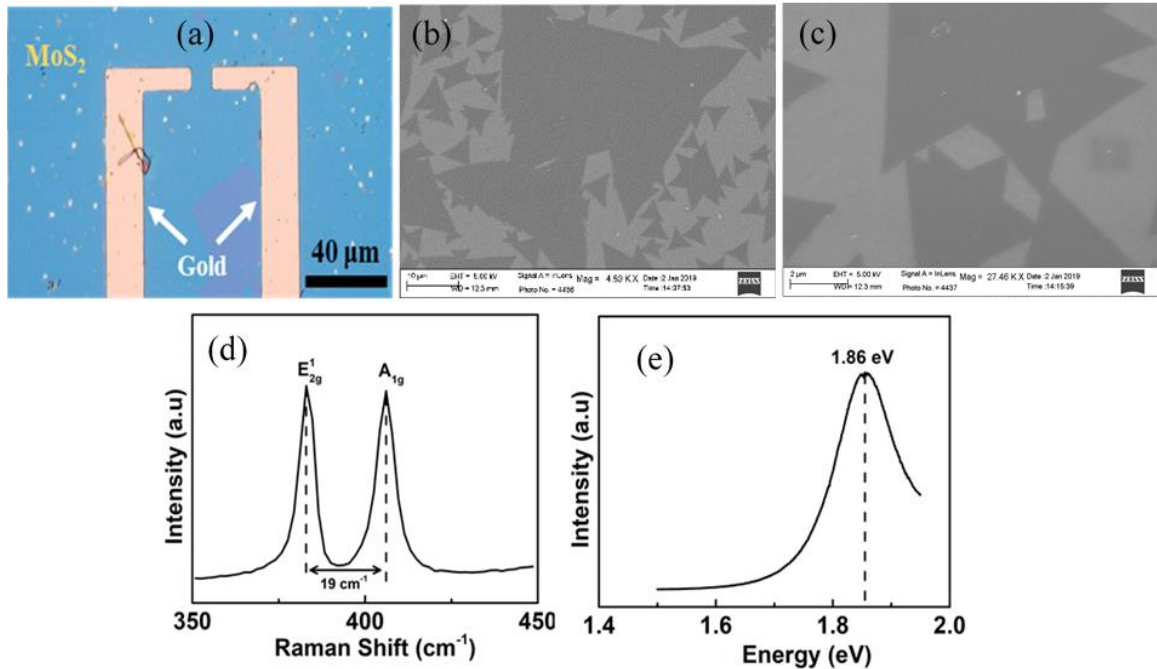 (a)
MoS₂
Gold
40 μm
(b)
EHT = 5.00 kV Signal A = InLens Mag = 4.59 K X Date :2 Jan 2019
WD = 12.3 mm Photo No. = 4436 Time :14:37:53
ZEISS
(c)
2 μm EHT = 5.00 kV Signal A = InLens Mag = 27.46 K X Date :2 Jan 2019
WD = 12.3 mm Photo No. = 4437 Time :14:15:39
ZEISS
(d)
E¹₂g
A₁g
19 cm⁻¹
Intensity (a.u)
350 400 450
Raman Shift (cm⁻¹)
(e)
1.86 eV
Intensity (a.u)
1.4 1.6 1.8 2.0
Energy (eV)